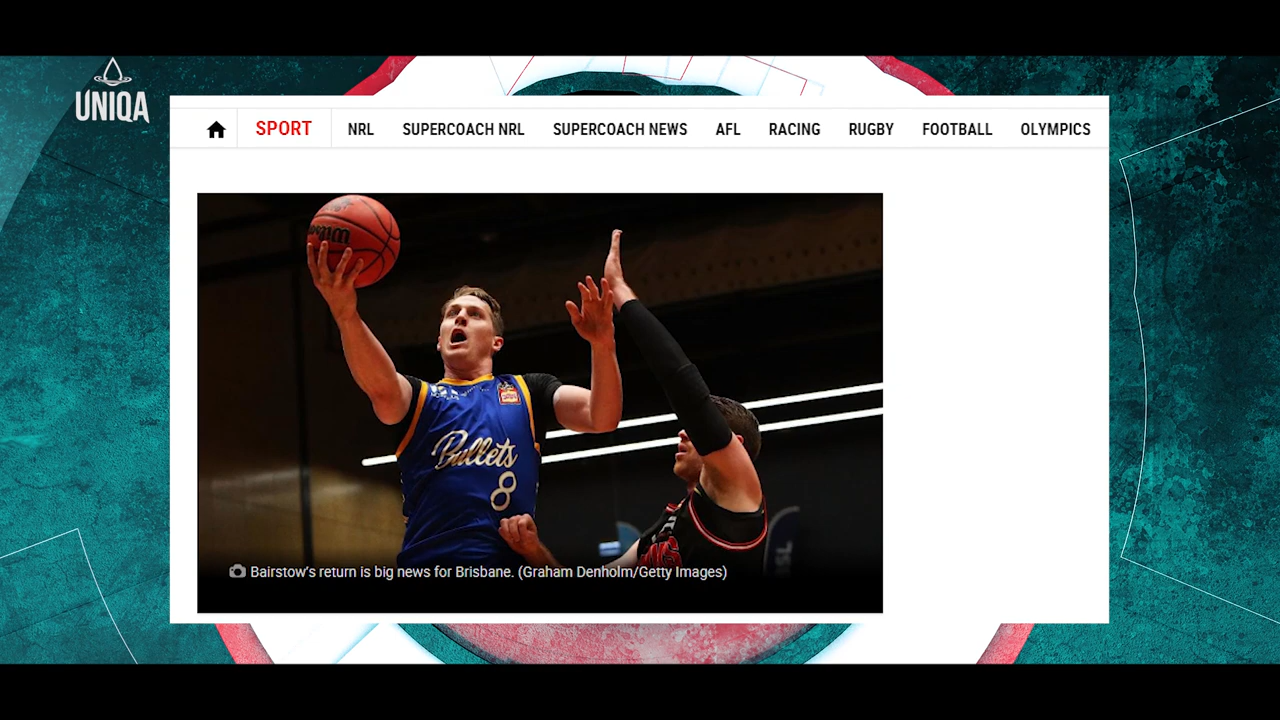 UNIQA
SPORT NRL SUPERCOACH NRL SUPERCOACH NEWS AFL RACING RUGBY FOOTBALL OLYMPICS
Wilson
Bullets
8
Bairstow's return is big news for Brisbane. (Graham Denholm/Getty Images)